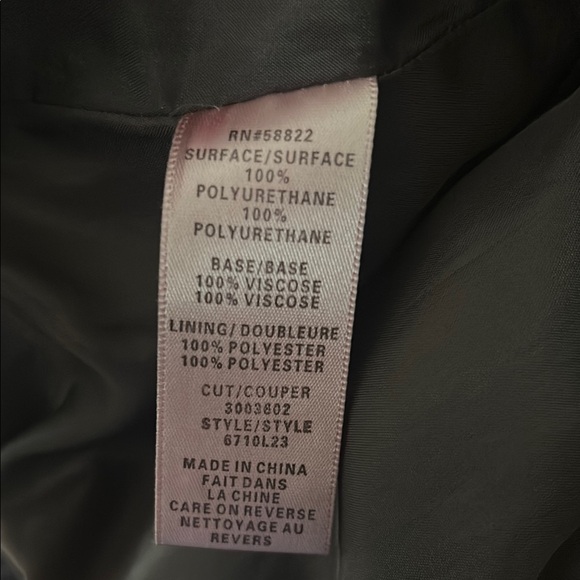 RN#58822
SURFACE/SURFACE
100%
POLYURETHANE
100%
POLYURETHANE
BASE/BASE
100% VISCOSE
100% VISCOSE
LINING/DOUBLEURE
100% POLYESTER
100% POLYESTER
CUT/COUPER
3003602
STYLE/STYLE
6710L23
MADE IN CHINA
FAIT DANS
LA CHINE
CARE ON REVERSE
NETTOYAGE AU
REVERS